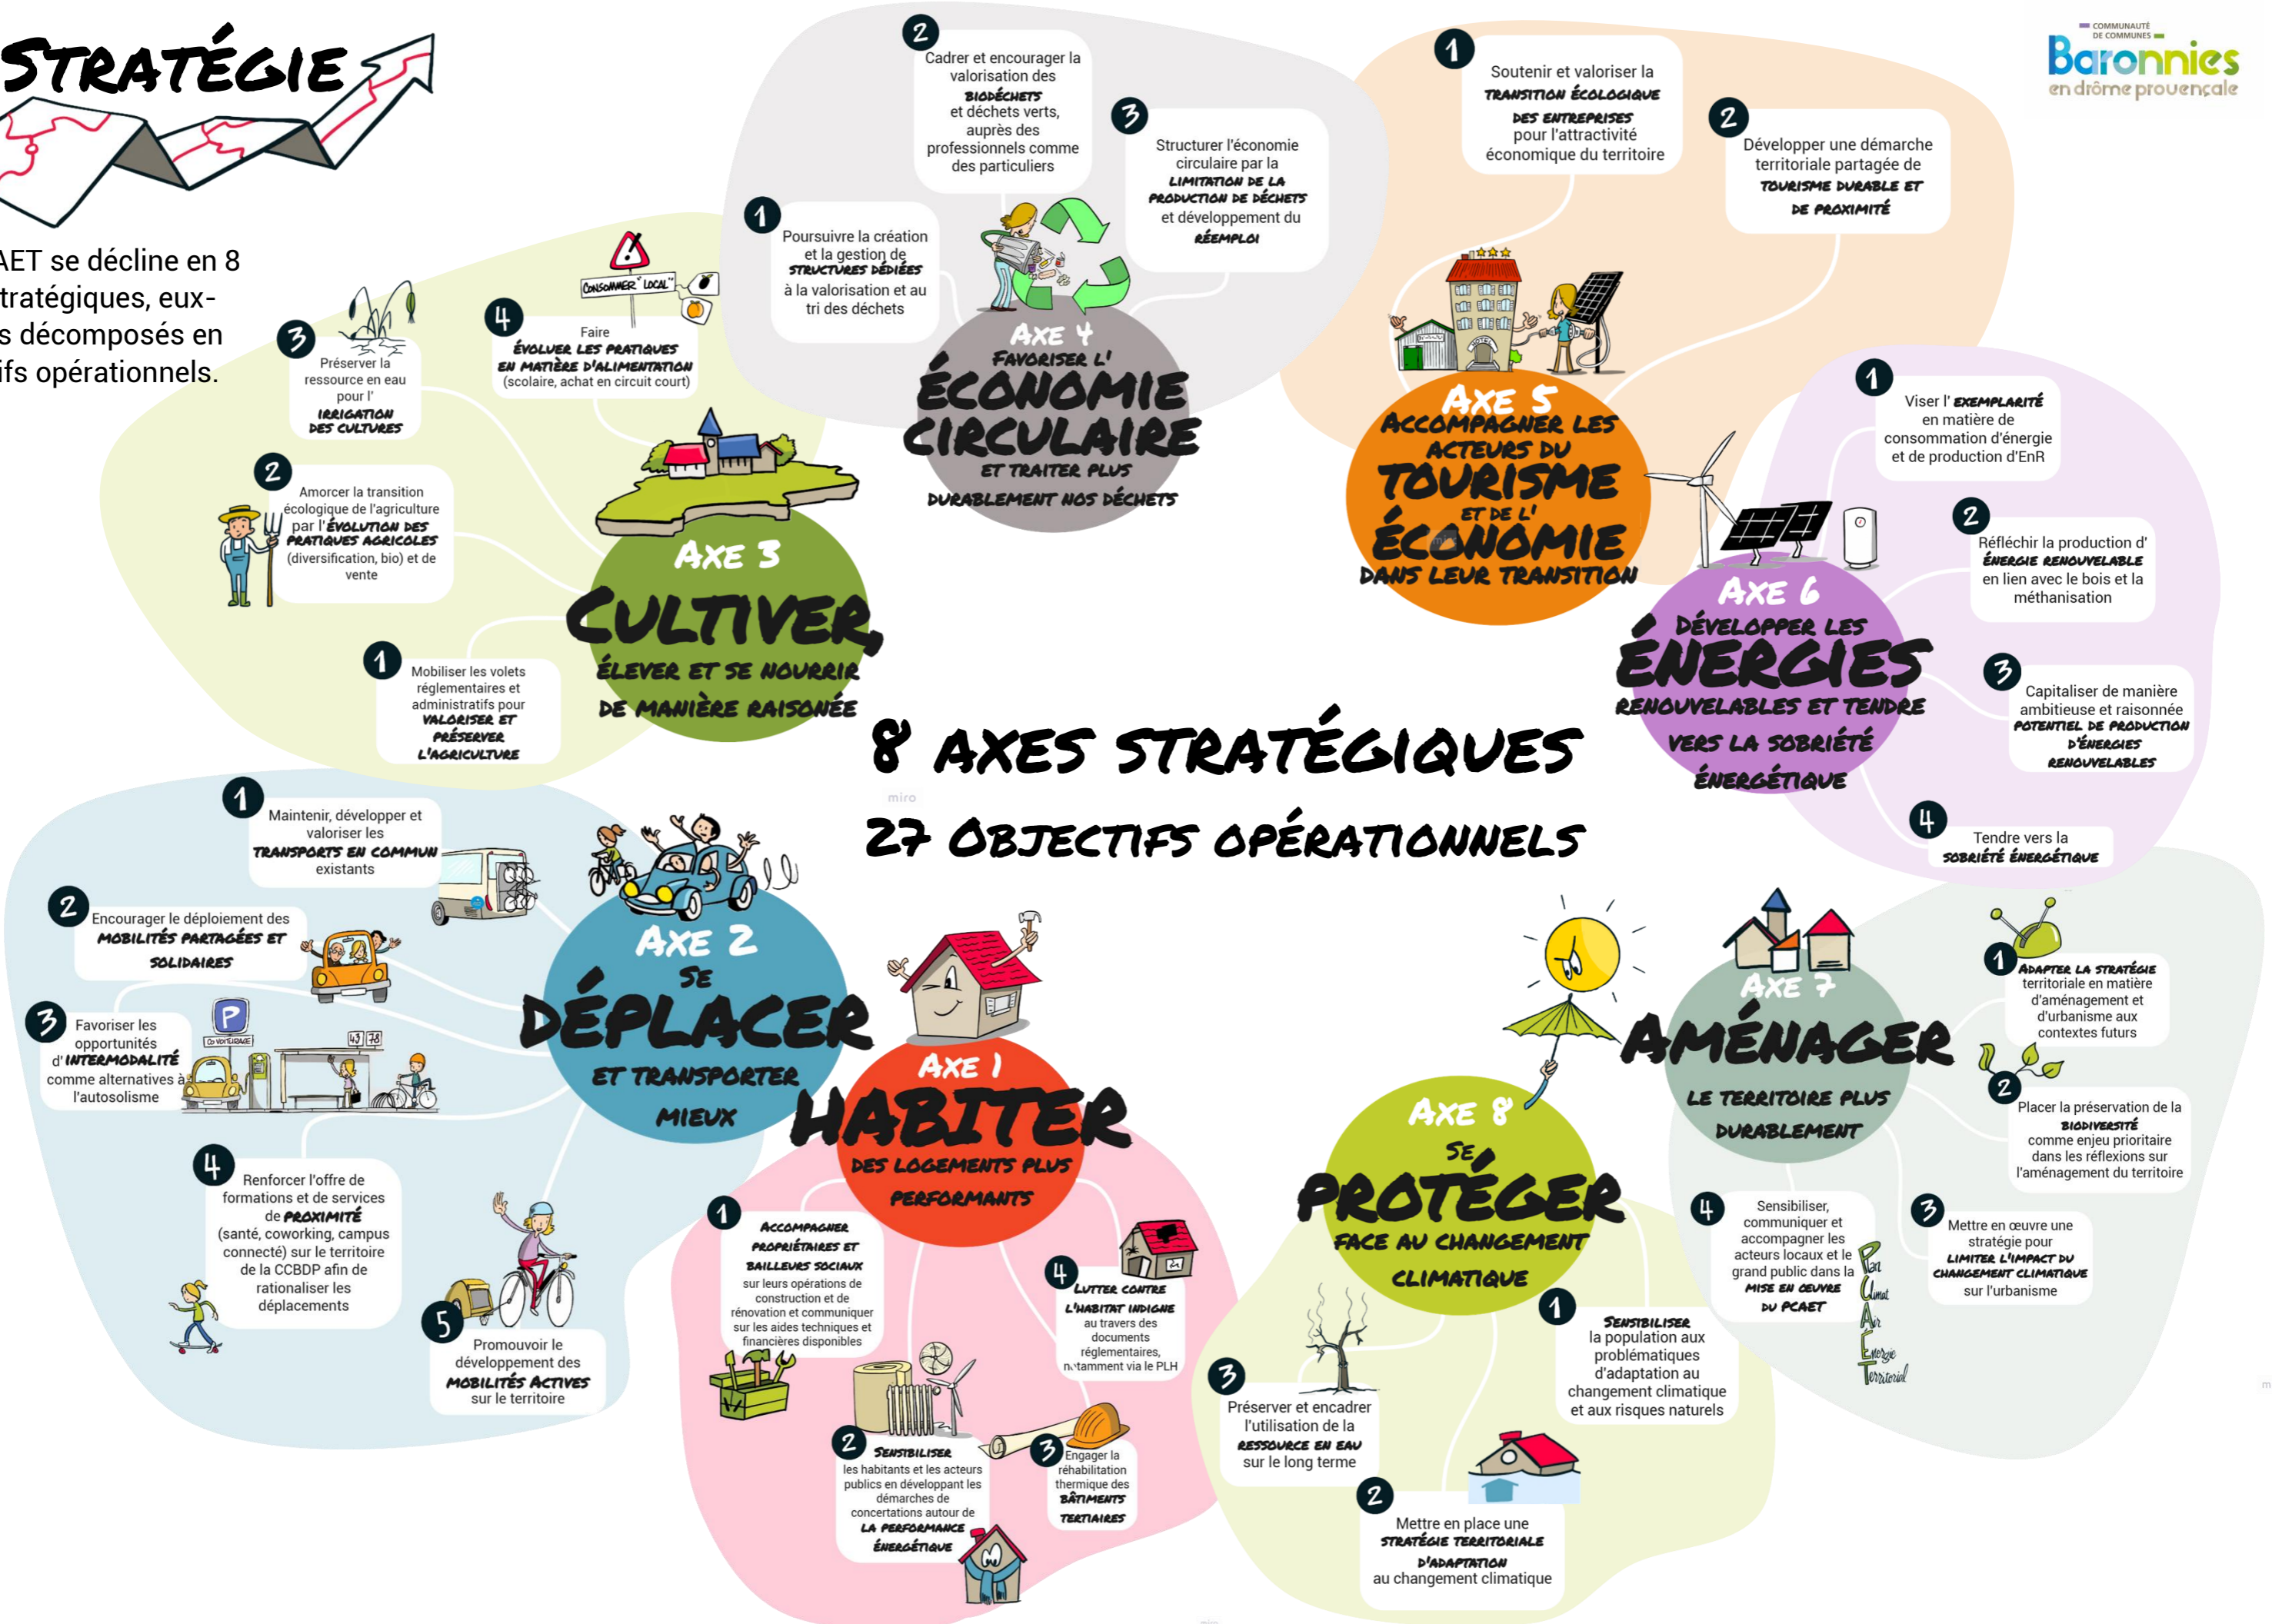 STRATÉGIE
COMMUNAUTÉ
DE COMMUNES
Baronnies
en drôme provençale
AET se décline en 8
tratégiques, eux-
s décomposés en
ifs opérationnels.
8 AXES STRATÉGIQUES
miro
27 OBJECTIFS OPÉRATIONNELS
AXE 1
HABITER
DES LOGEMENTS PLUS
PERFORMANTS
1
ACCOMPAGNER
PROPRIÉTAIRES ET
BAILLEURS SOCIAUX
sur leurs opérations de
construction et de
rénovation et communiquer
sur les aides techniques et
financières disponibles
2
SENSIBILISER
les habitants et les acteurs
publics en développant les
démarches de
concertations autour de
LA PERFORMANCE
ÉNERGÉTIQUE
3
Engager la
réhabilitation
thermique des
BÂTIMENTS
TERTIAIRES
4
LUTTER CONTRE
L'HABITAT INDIGNE
au travers des
documents
réglementaires,
notamment via le PLH
AXE 2
SE
DÉPLACER
ET TRANSPORTER
MIEUX
1
Maintenir, développer et
valoriser les
TRANSPORTS EN COMMUN
existants
2
Encourager le déploiement des
MOBILITÉS PARTAGÉES ET
SOLIDAIRES
3
Favoriser les
opportunités
d'INTERMODALITÉ
comme alternatives à
l'autosolisme
P
COVOITURAGE
43 78
4
Renforcer l'offre de
formations et de services
de PROXIMITÉ
(santé, coworking, campus
connecté) sur le territoire
de la CCBDP afin de
rationaliser les
déplacements
5
Promouvoir le
développement des
MOBILITÉS ACTIVES
sur le territoire
AXE 3
CULTIVER,
ÉLEVER ET SE NOURRIR
DE MANIÈRE RAISONÉE
1
Mobiliser les volets
réglementaires et
administratifs pour
VALORISER ET
PRÉSERVER
L'AGRICULTURE
2
Amorcer la transition
écologique de l'agriculture
par l'ÉVOLUTION DES
PRATIQUES AGRICOLES
(diversification, bio) et de
vente
3
Préserver la
ressource en eau
pour l'
IRRIGATION
DES CULTURES
4
CONSOMMER "LOCAL"
Faire
ÉVOLUER LES PRATIQUES
EN MATIÈRE D'ALIMENTATION
(scolaire, achat en circuit court)
AXE 4
FAVORISER L'
ÉCONOMIE
CIRCULAIRE
ET TRAITER PLUS
DURABLEMENT NOS DÉCHETS
1
Poursuivre la création
et la gestion de
STRUCTURES DÉDIÉES
à la valorisation et au
tri des déchets
2
Cadrer et encourager la
valorisation des
BIODÉCHETS
et déchets verts,
auprès des
professionnels comme
des particuliers
3
Structurer l'économie
circulaire par la
LIMITATION DE LA
PRODUCTION DE DÉCHETS
et développement du
RÉEMPLOI
AXE 5
ACCOMPAGNER LES
ACTEURS DU
TOURISME
ET DE L'
ÉCONOMIE
miro
DANS LEUR TRANSITION
HOTEL
1
Soutenir et valoriser la
TRANSITION ÉCOLOGIQUE
DES ENTREPRISES
pour l'attractivité
économique du territoire
2
Développer une démarche
territoriale partagée de
TOURISME DURABLE ET
DE PROXIMITÉ
AXE 6
DÉVELOPPER LES
ÉNERGIES
RENOUVELABLES ET TENDRE
VERS LA SOBRIÉTÉ
ÉNERGÉTIQUE
1
Viser l'EXEMPLARITÉ
en matière de
consommation d'énergie
et de production d'EnR
2
Réfléchir la production d'
ÉNERGIE RENOUVELABLE
en lien avec le bois et la
méthanisation
3
Capitaliser de manière
ambitieuse et raisonnée
POTENTIEL DE PRODUCTION
D'ÉNERGIES
RENOUVELABLES
4
Tendre vers la
SOBRIÉTÉ ÉNERGÉTIQUE
AXE 7
AMÉNAGER
LE TERRITOIRE PLUS
DURABLEMENT
1
ADAPTER LA STRATÉGIE
territoriale en matière
d'aménagement et
d'urbanisme aux
contextes futurs
2
Placer la préservation de la
BIODIVERSITÉ
comme enjeu prioritaire
dans les réflexions sur
l'aménagement du territoire
3
Mettre en œuvre une
stratégie pour
LIMITER L'IMPACT DU
CHANGEMENT CLIMATIQUE
sur l'urbanisme
4
Sensibiliser,
communiquer et
accompagner les
acteurs locaux et le
grand public dans la
MISE EN ŒUVRE
DU PCAET
Plan
Climat
Air
Énergie
Territorial
AXE 8
SE
PROTÉGER
FACE AU CHANGEMENT
CLIMATIQUE
1
SENSIBILISER
la population aux
problématiques
d'adaptation au
changement climatique
et aux risques naturels
2
Mettre en place une
STRATÉGIE TERRITORIALE
D'ADAPTATION
au changement climatique
3
Préserver et encadrer
l'utilisation de la
RESSOURCE EN EAU
sur le long terme